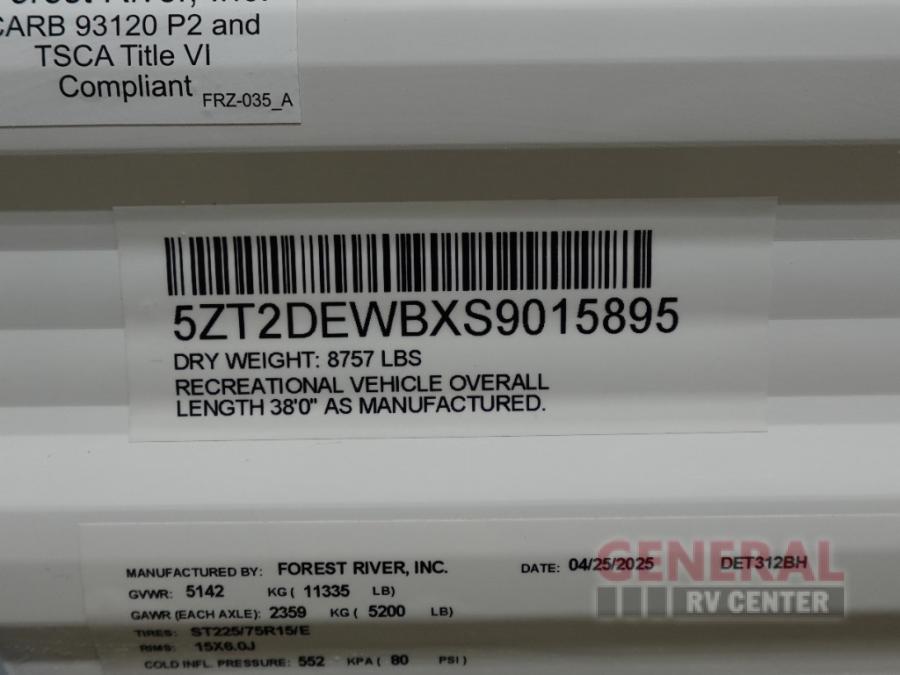 CARB 93120 P2 and
TSCA Title VI
Compliant
FRZ-035_A
5ZT2DEWBXS9015895
DRY WEIGHT: 8757 LBS
RECREATIONAL VEHICLE OVERALL
LENGTH 38'0" AS MANUFACTURED.
MANUFACTURED BY: FOREST RIVER, INC. DATE: 04/25/2025 DET312BH
GVWR: 5142 KG ( 11335 LB)
GAWR (EACH AXLE): 2359 KG ( 5200 LB)
TIRES: ST225/75R15/E
RIMS: 15X6.0J
COLD INFL. PRESSURE: 552 KPA ( 80 PSI )
GENERAL
RV CENTER